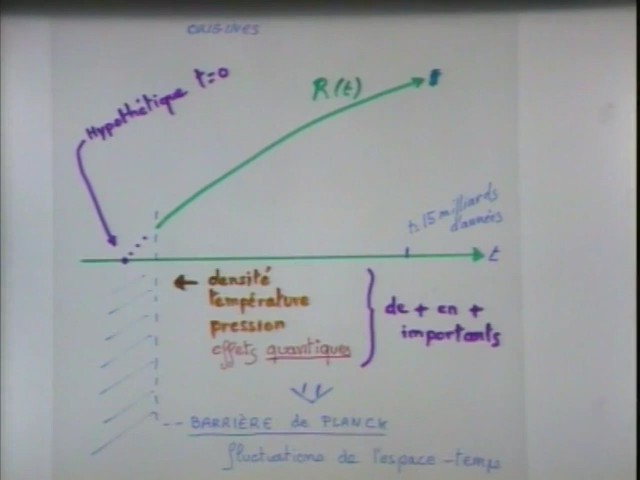 ORIGINES
Hypothétique t=0
R(t)
15 milliards
d'années
t
densité
température
pression
effets quantiques
de + en +
importants
BARRIÈRE de PLANCK
fluctuations de l'espace-temps